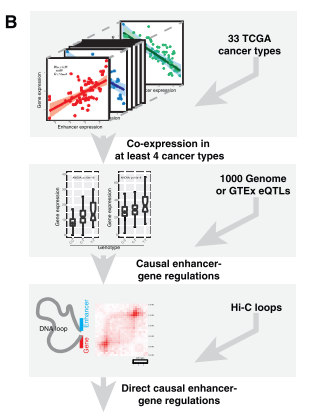 B
33 TCGA
cancer types
Gene expression
Enhancer expression
Co-expression in
at least 4 cancer types
1000 Genome
or GTEx eQTLs
Gene expression
Gene expression
Genotype
Causal enhancer-
gene regulations
Hi-C loops
DNA loop
Enhancer
Gene
Direct causal enhancer-
gene regulations